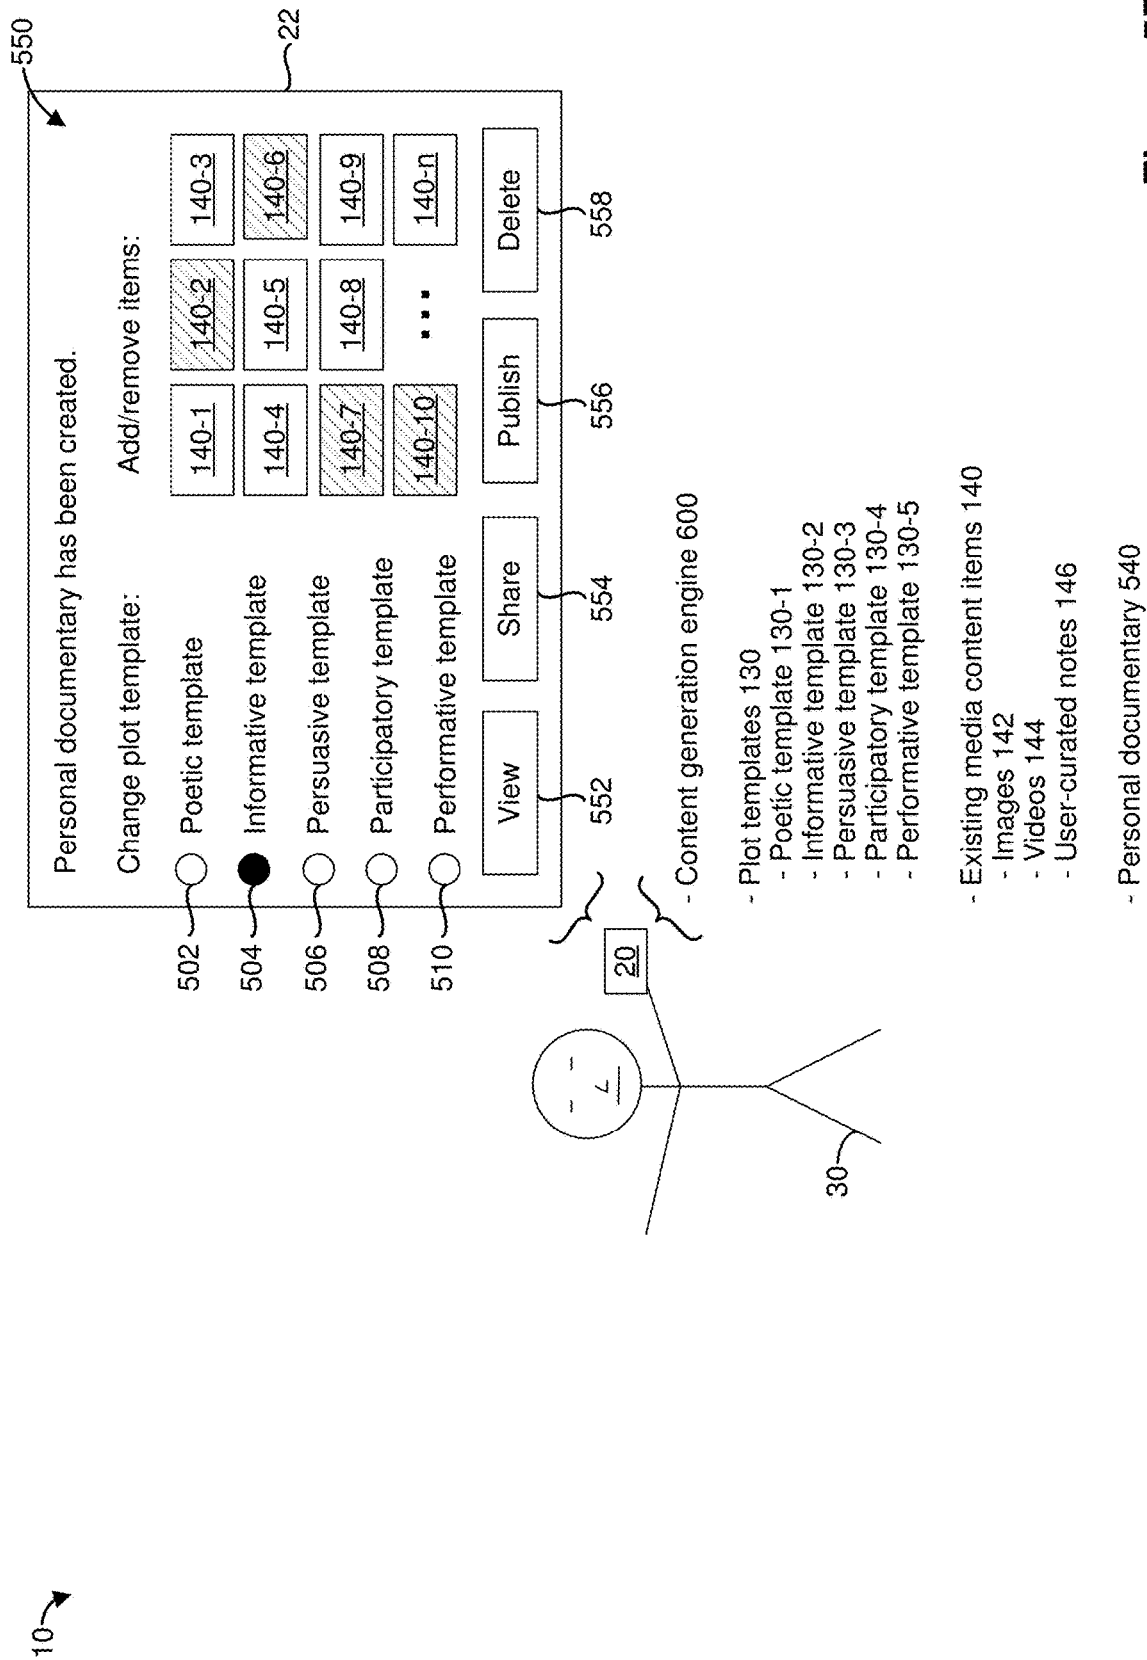 10
550
22
Personal documentary has been created.
Change plot template:
Add/remove items:
502
Poetic template
504
Informative template
506
Persuasive template
508
Participatory template
510
Performative template
140-1 140-2 140-3
140-4 140-5 140-6
140-7 140-8 140-9
140-10 ... 140-n
View Share Publish Delete
552 554 556 558
20
30
- Content generation engine 600
- Plot templates 130
- Poetic template 130-1
- Informative template 130-2
- Persuasive template 130-3
- Participatory template 130-4
- Performative template 130-5
- Existing media content items 140
- Images 142
- Videos 144
- User-curated notes 146
- Personal documentary 540